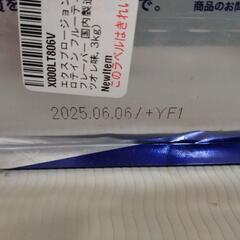 商品のお問
X000LT806V
エクスプロージョン
ロテイン フルーテ
フレーバー 国内製造
ツオレ味, 3kg)
NewItem
このラベルはきれい
2025.06.06/+YF1